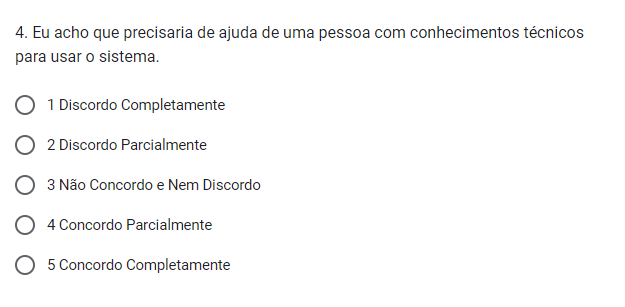 4. Eu acho que precisaria de ajuda de uma pessoa com conhecimentos técnicos
para usar o sistema.
1 Discordo Completamente
2 Discordo Parcialmente
3 Não Concordo e Nem Discordo
4 Concordo Parcialmente
5 Concordo Completamente